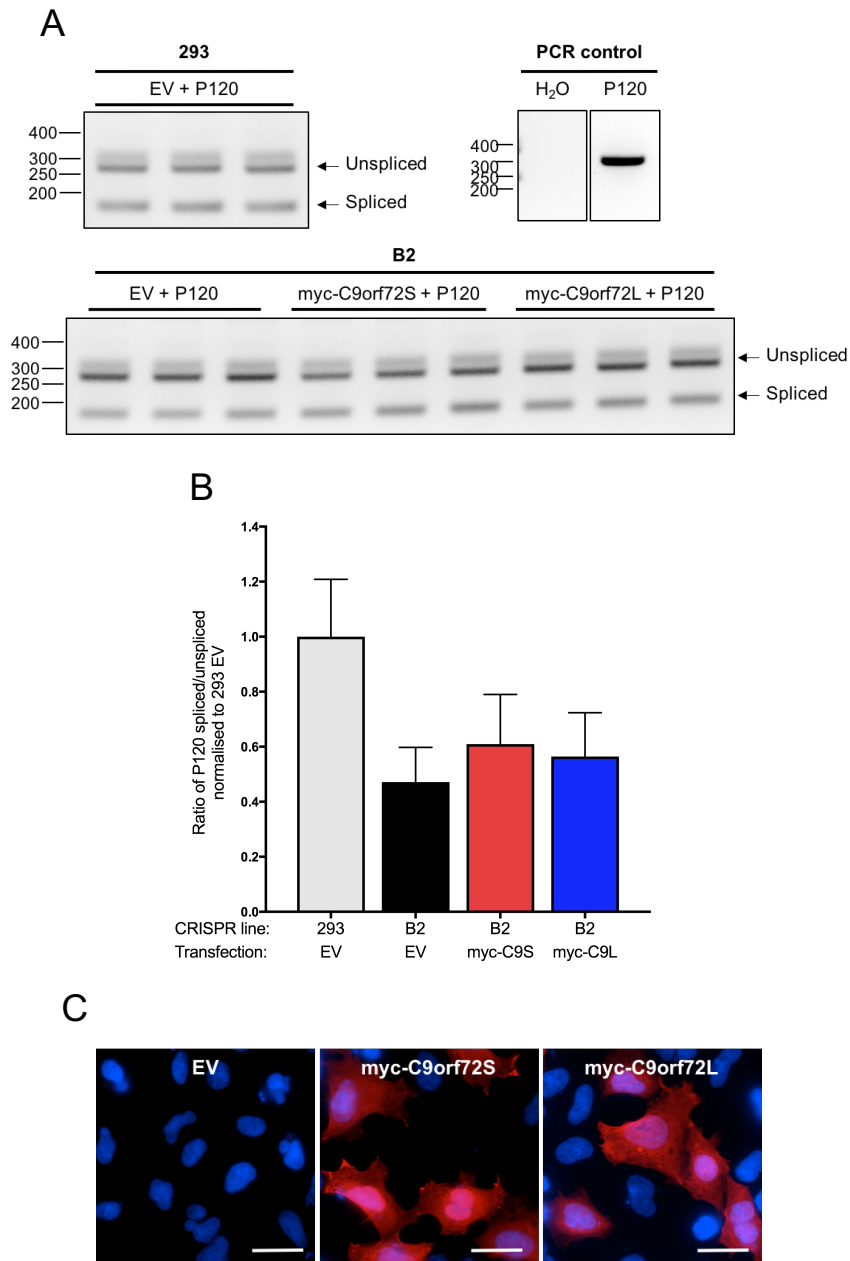 A
293
EV + P120
400
300
250
200
Unspliced
Spliced
PCR control
H₂O P120
400
300
250
200
B2
EV + P120 myc-C9orf72S + P120 myc-C9orf72L + P120
400
300
250
200
Unspliced
Spliced
B
Ratio of P120 spliced/unspliced
normalised to 293 EV
1.4
1.2
1.0
0.8
0.6
0.4
0.2
0.0
CRISPR line: 293 B2 B2 B2
Transfection: EV EV myc-C9S myc-C9L
C
EV myc-C9orf72S myc-C9orf72L